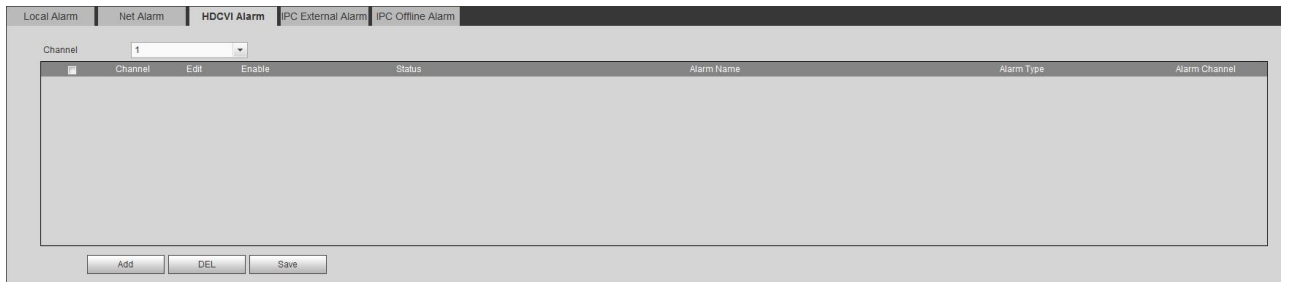 Local Alarm Net Alarm HDCVI Alarm IPC External Alarm IPC Offline Alarm
Channel 1
Channel Edit Enable Status Alarm Name Alarm Type Alarm Channel
Add DEL Save